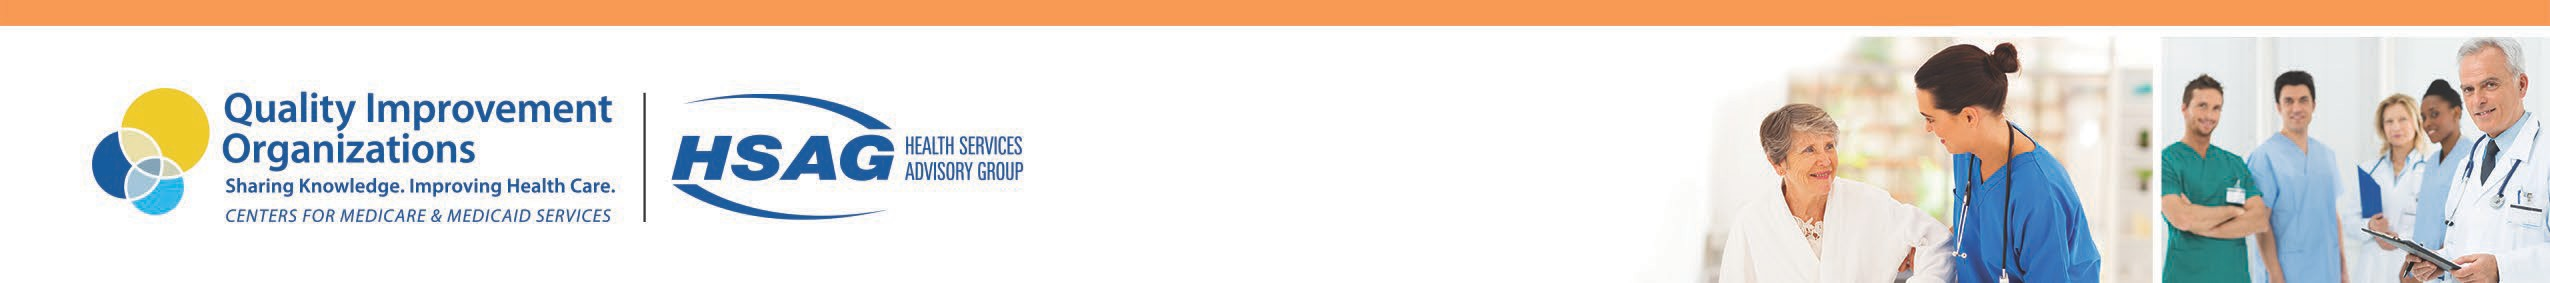 Quality Improvement
Organizations
Sharing Knowledge. Improving Health Care.
CENTERS FOR MEDICARE & MEDICAID SERVICES
HSAG
HEALTH SERVICES
ADVISORY GROUP